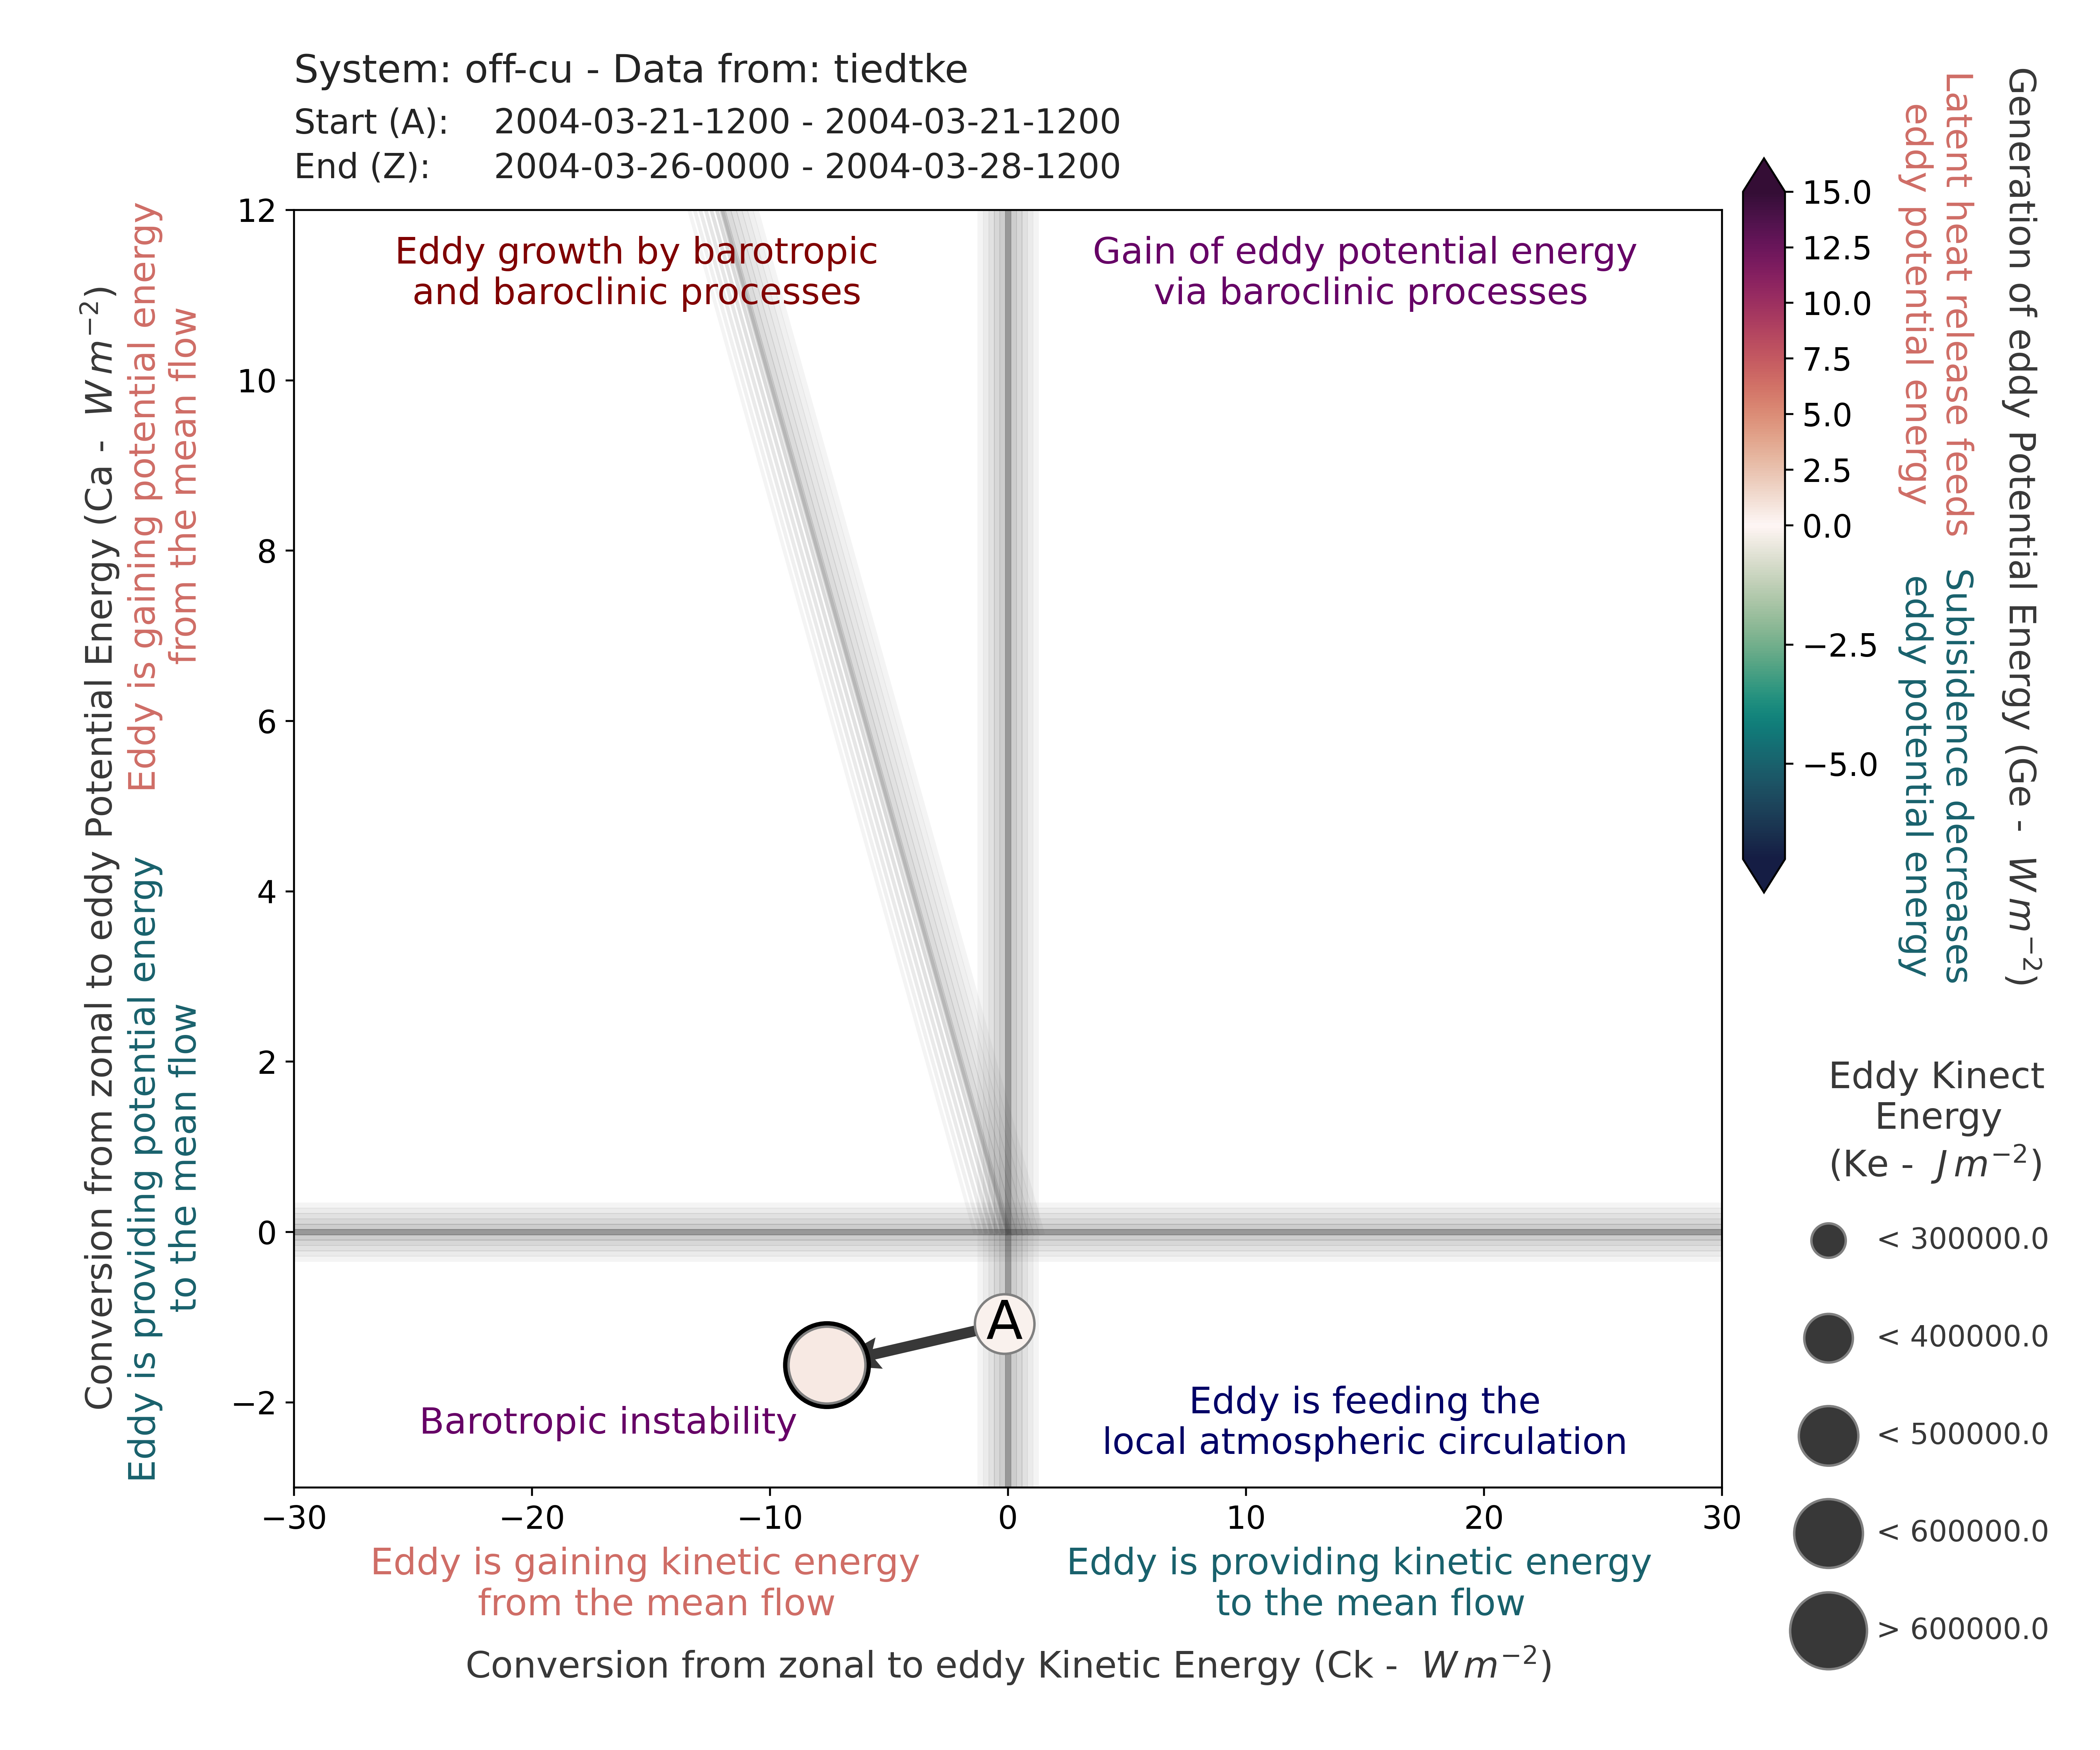 System: off-cu - Data from: tiedtke
Start (A): 2004-03-21-1200 - 2004-03-21-1200
End (Z): 2004-03-26-0000 - 2004-03-28-1200
Conversion from zonal to eddy Potential Energy (Ca - W m⁻²)
Eddy is gaining potential energy
from the mean flow
Eddy is providing potential energy
to the mean flow
12
10
8
6
4
2
0
−2
Eddy growth by barotropic
and baroclinic processes
Gain of eddy potential energy
via baroclinic processes
A
Barotropic instability
Eddy is feeding the
local atmospheric circulation
−30
−20
−10
0
10
20
30
Eddy is gaining kinetic energy
from the mean flow
Eddy is providing kinetic energy
to the mean flow
Conversion from zonal to eddy Kinetic Energy (Ck - W m⁻²)
15.0
12.5
10.0
7.5
5.0
2.5
0.0
−2.5
−5.0
Latent heat release feeds
eddy potential energy
Subisidence decreases
eddy potential energy
Generation of eddy Potential Energy (Ge - W m⁻²)
Eddy Kinect
Energy
(Ke - J m⁻²)
< 300000.0
< 400000.0
< 500000.0
< 600000.0
> 600000.0